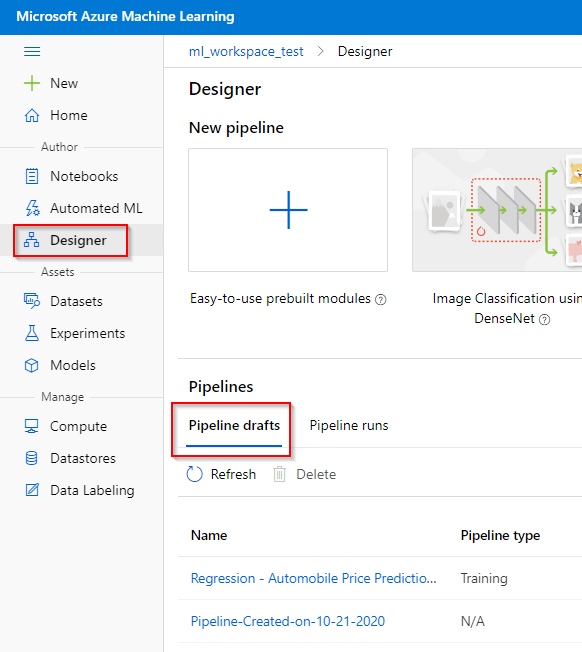 Microsoft Azure Machine Learning
ml_workspace_test > Designer
New
Home
Author
Notebooks
Automated ML
Designer
Assets
Datasets
Experiments
Models
Manage
Compute
Datastores
Data Labeling
Designer
New pipeline
Easy-to-use prebuilt modules
Image Classification usin
DenseNet
Pipelines
Pipeline drafts Pipeline runs
Refresh Delete
Name Pipeline type
Regression - Automobile Price Predictio... Training
Pipeline-Created-on-10-21-2020 N/A